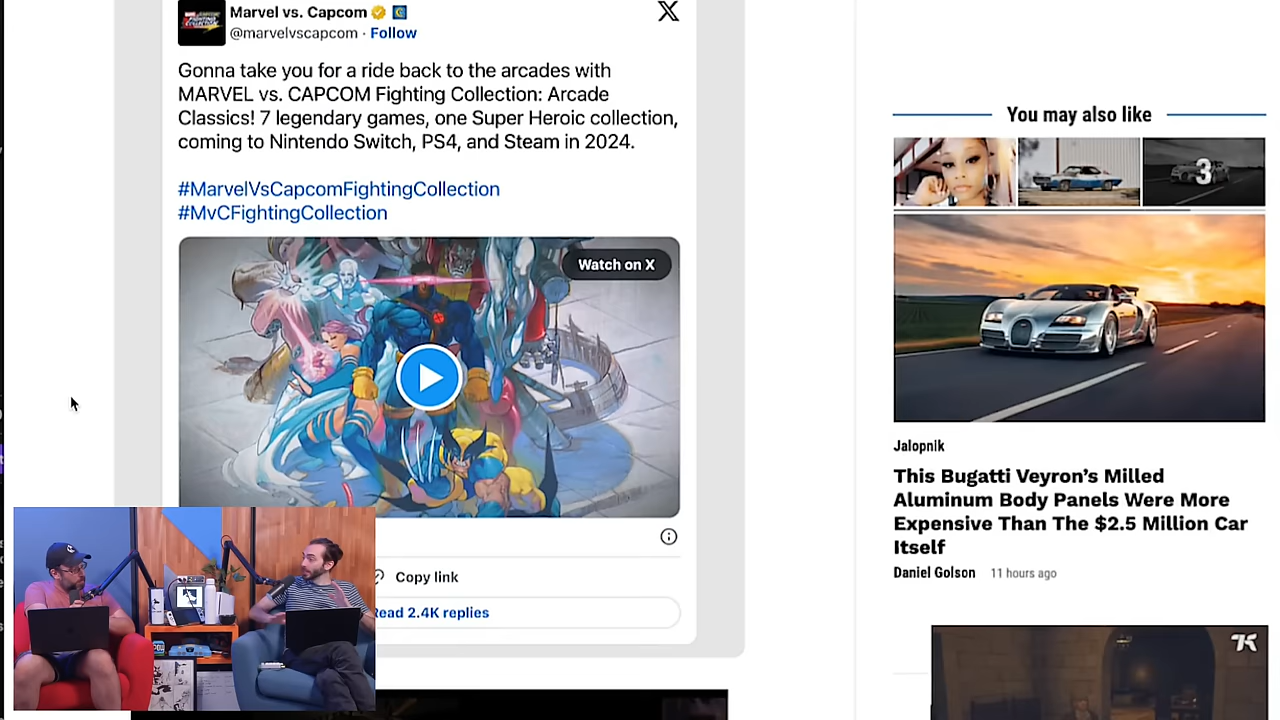 Marvel vs. Capcom
@marvelvscapcom · Follow
Gonna take you for a ride back to the arcades with
MARVEL vs. CAPCOM Fighting Collection: Arcade
Classics! 7 legendary games, one Super Heroic collection,
coming to Nintendo Switch, PS4, and Steam in 2024.
#MarvelVsCapcomFightingCollection
#MvCFightingCollection
Watch on X
Copy link
Read 2.4K replies
You may also like
3
Jalopnik
This Bugatti Veyron’s Milled
Aluminum Body Panels Were More
Expensive Than The $2.5 Million Car
Itself
Daniel Golson 11 hours ago